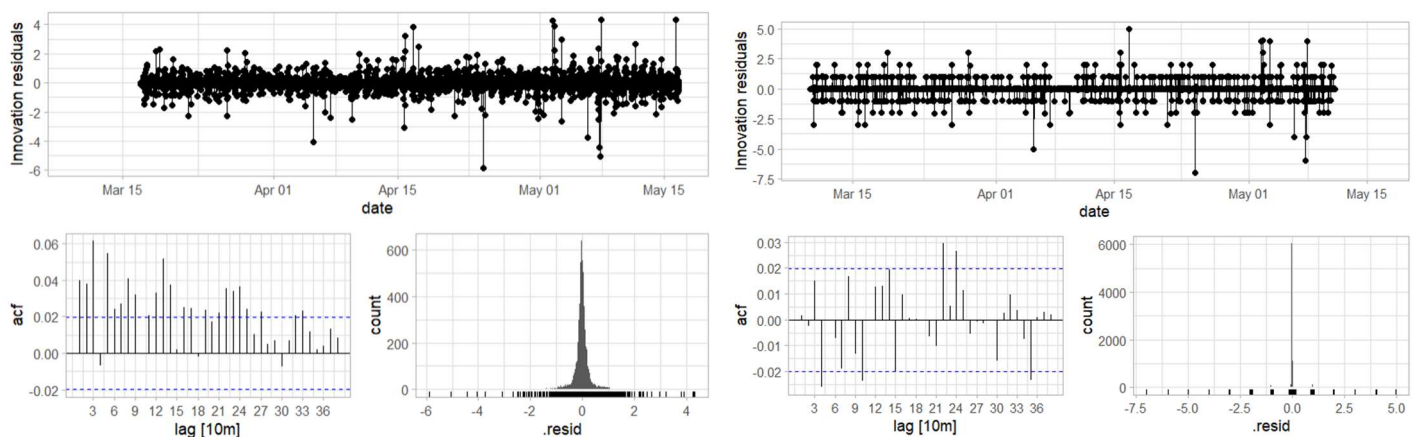 Innovation residuals
4
2
0
-2
-4
-6
Mar 15 Apr 01 Apr 15 May 01 May 15
date
acf
0.06
0.04
0.02
0.00
-0.02
3 6 9 12 15 18 21 24 27 30 33 36
lag [10m]
count
600
400
200
0
-6 -4 -2 0 2 4
.resid
Innovation residuals
5.0
2.5
0.0
-2.5
-5.0
-7.5
Mar 15 Apr 01 Apr 15 May 01 May 15
date
acf
0.03
0.02
0.01
0.00
-0.01
-0.02
3 6 9 12 15 18 21 24 27 30 33 36
lag [10m]
count
6000
4000
2000
0
-7.5 -5.0 -2.5 0.0 2.5 5.0
.resid